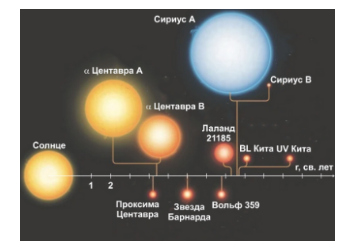 Сириус A
α Центавра A
Сириус B
α Центавра B
Лаланд
21185
BL Кита UV Кита
Солнце
r, св. лет
1 2
Проксима
Центавра
Звезда
Барнарда
Вольф 359